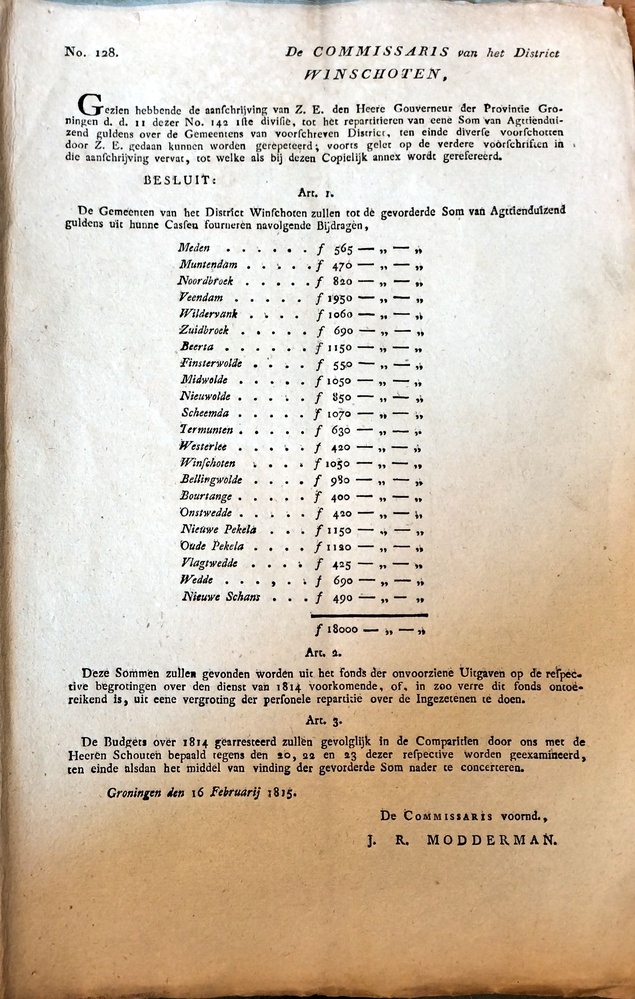 No. 128.
De COMMISSARIS van het District
WINSCHOTEN,
Gezien hebbende de aanſchrijving van Z. E. den Heere Gouverneur der Provintie Gro-
ningen d. d. 11 dezer No. 142 1ſte diviſie, tot het repartitieren van eene Som van Agttienduí-
zend guldens over de Gemeentens van voorſchreven Diſtrict, ten einde diverſe voorſchotten
door Z. E. gedaan kunnen worden gerepeteerd; voorts gelet op de verdere voorſchriften in
die aanſchrijving vervat, tot welke als bij dezen Copielijk annex wordt gerefereerd.
BESLUIT:
Art. 1.
De Gemeenten van het Diſtrict Winſchoten zullen tot de gevorderde Som van Agttienduizend
guldens uit hunne Casſen fourneren navolgende Bijdragen,
Meden . . . . . . f 565 — „ — „
Muntendam . . . . . f 470 — „ — „
Noordbroek . . . . . f 820 — „ — „
Veendam . . . . . f 1950 — „ — „
Wildervank . . . . f 1060 — „ — „
Zuidbroek . . . . . f 690 — „ — „
Beerta . . . . . . f 1150 — „ — „
Finsterwolde . . . . f 550 — „ — „
Midwolde . . . . . f 1050 — „ — „
Nieuwolde . . . . . f 850 — „ — „
Scheemda . . . . . f 1070 — „ — „
Termunten . . . . . f 630 — „ — „
Westerlee . . . . . f 420 — „ — „
Winſchoten . . . . f 1050 — „ — „
Bellingwolde . . . . f 980 — „ — „
Bourtange . . . . . f 400 — „ — „
Onstwedde . . . . . f 420 — „ — „
Nieuwe Pekela . . . f 1150 — „ — „
Oude Pekela . . . . f 1120 — „ — „
Vlagtwedde . . . . f 425 — „ — „
Wedde . . . , . . f 690 — „ — „
Nieuwe Schans . . . f 490 — „ — „
f 18000 — „ — „
Art. 2.
Deze Sommen zullen gevonden worden uit het fonds der onvoorziene Uitgaven op de reſpec-
tive begrotingen over den dienst van 1814 voorkomende, of, in zoo verre dit fonds ontoe-
reikend is, uit eene vergroting der perſonele repartitie over de Ingezetenen te doen.
Art. 3.
De Budgets over 1814 gearresteerd zullen gevolglijk in de Comparitien door ons met de
Heeren Schouten bepaald tegens den 20, 22 en 23 dezer reſpective worden geexamineerd,
ten einde alsdan het middel van vinding der gevorderde Som nader te concerteren.
Groningen den 16 Februarij 1815.
De COMMISSARIS voornd.,
J. R. MODDERMAN.